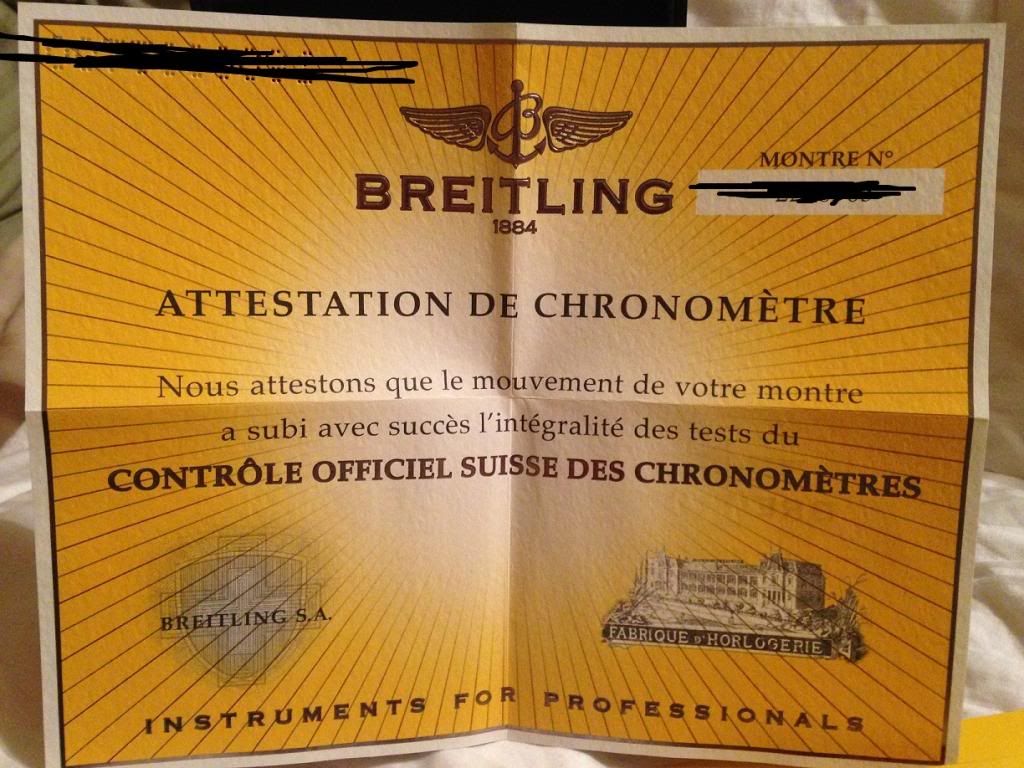 BREITLING
1884
MONTRE N°
ATTESTATION DE CHRONOMÈTRE
Nous attestons que le mouvement de votre montre
a subi avec succès l'intégralité des tests du
CONTRÔLE OFFICIEL SUISSE DES CHRONOMÈTRES
BREITLING S.A.
FABRIQUE D'HORLOGERIE
INSTRUMENTS FOR PROFESSIONALS